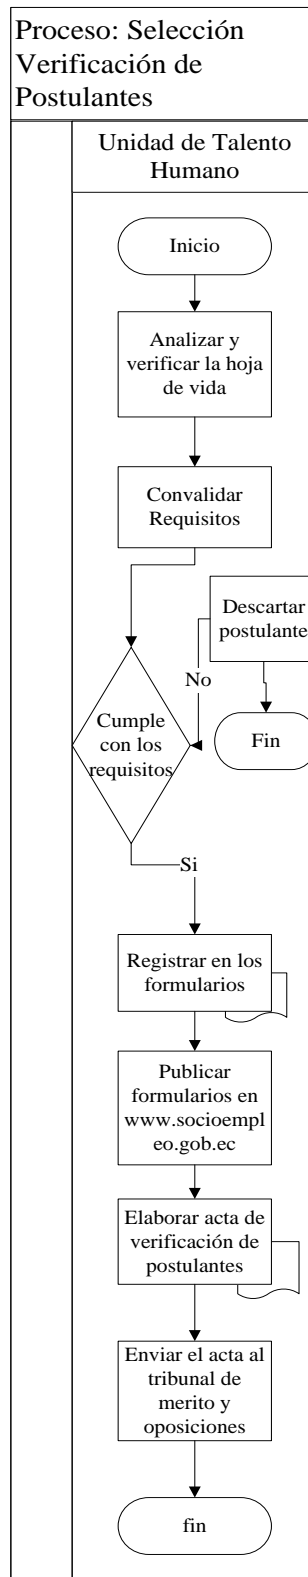 Proceso: Selección
Verificación de
Postulantes
Unidad de Talento
Humano
Inicio
Analizar y
verificar la hoja
de vida
Convalidar
Requisitos
Descartar
postulante
No
Fin
Cumple
con los
requisitos
Si
Registrar en los
formularios
Publicar
formularios en
www.socioempl
eo.gob.ec
Elaborar acta de
verificación de
postulantes
Enviar el acta al
tribunal de
merito y
oposiciones
fin